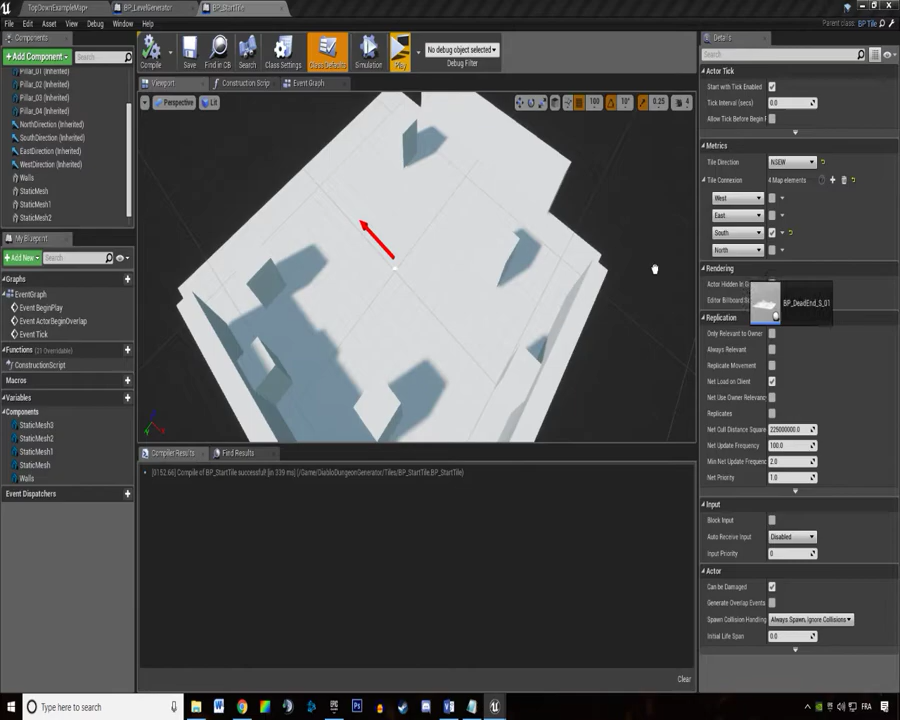 TopDownExampleMap*
BP_LevelGenerator
BP_StartTile
File Edit Asset View Debug Window Help
Parent class: BP Tile
Components
Add Component
Search
Pillar_01 (Inherited)
Pillar_02 (Inherited)
Pillar_03 (Inherited)
Pillar_04 (Inherited)
NorthDirection (Inherited)
SouthDirection (Inherited)
EastDirection (Inherited)
WestDirection (Inherited)
Walls
StaticMesh
StaticMesh1
StaticMesh2
My Blueprint
Add New
Search
Graphs
EventGraph
Event BeginPlay
Event ActorBeginOverlap
Event Tick
Functions (21 Overridable)
ConstructionScript
Macros
Variables
Components
StaticMesh3
StaticMesh2
StaticMesh1
StaticMesh
Walls
Event Dispatchers
Compile
Save
Find in CB
Search
Class Settings
Class Defaults
Simulation
Play
No debug object selected
Debug Filter
Viewport
Construction Scrip
Event Graph
Perspective
Lit
100
10°
0.25
4
Compiler Results
Find Results
[0152.66] Compile of BP_StartTile successful! [in 339 ms] (/Game/DiabloDungeonGenerator/Tiles/BP_StartTile.BP_StartTile)
Clear
Details
Search
Actor Tick
Start with Tick Enabled
Tick Interval (secs) 0.0
Allow Tick Before Begin P
Metrics
Tile Direction NSEW
Tile Connexion 4 Map elements
West
East
South
North
Rendering
Actor Hidden In G
Editor Billboard S
BP_DeadEnd_S_01
Replication
Only Relevant to Owner
Always Relevant
Replicate Movement
Net Load on Client
Net Use Owner Relevanc
Replicates
Net Cull Distance Square 225000000.0
Net Update Frequency 100.0
Min Net Update Frequenc 2.0
Net Priority 1.0
Input
Block Input
Auto Receive Input Disabled
Input Priority 0
Actor
Can be Damaged
Generate Overlap Events
Spawn Collision Handling Always Spawn, Ignore Collisions
Initial Life Span 0.0
Type here to search
FRA